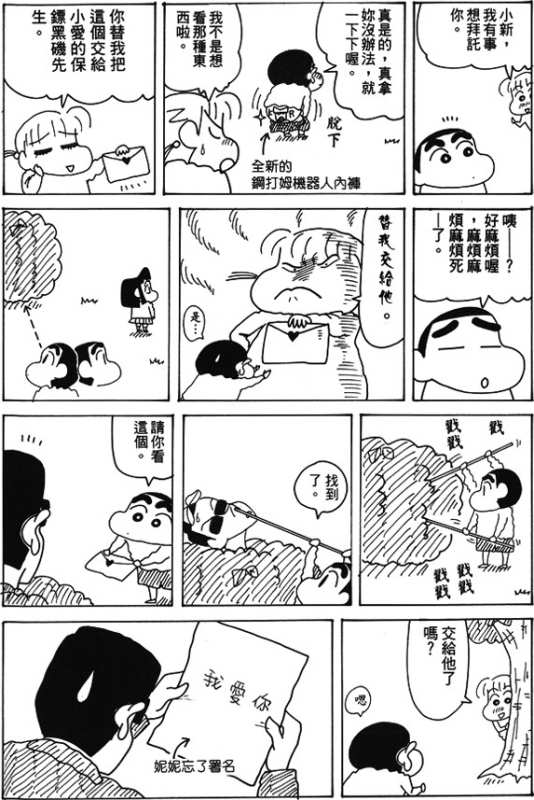 小新，
我有事
想拜託
你。
真是的，真拿
妳沒辦法，就
一下下喔。
脫下
我不是想
看那種東
西啦。
R
全新的
鋼打姆機器人內褲
你替我把
這個交給
小愛的保
鏢黑磯先
生。
咦——？
好麻煩喔
，麻煩麻
煩麻煩死
—了。
替我交給他。
是…
戳
戳
戳
戳
戳
戳
戳
找到
了。
請你看
這個。
交給他了
嗎？
嗯
我愛你
妮妮忘了署名